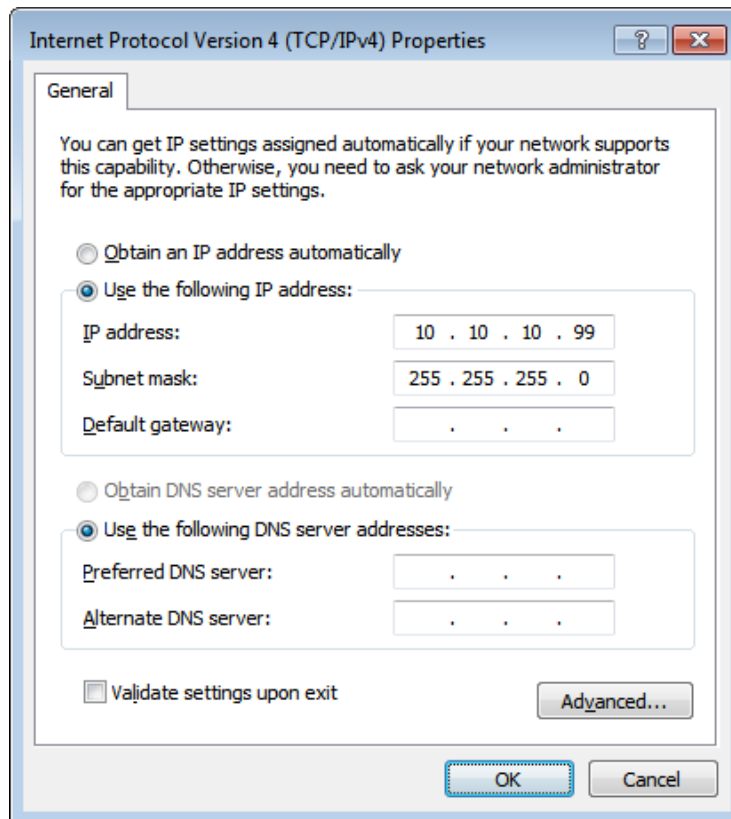 Internet Protocol Version 4 (TCP/IPv4) Properties
General
You can get IP settings assigned automatically if your network supports
this capability. Otherwise, you need to ask your network administrator
for the appropriate IP settings.
Obtain an IP address automatically
Use the following IP address:
IP address: 10 . 10 . 10 . 99
Subnet mask: 255 . 255 . 255 . 0
Default gateway: . . .
Obtain DNS server address automatically
Use the following DNS server addresses:
Preferred DNS server: . . .
Alternate DNS server: . . .
Validate settings upon exit
Advanced...
OK Cancel